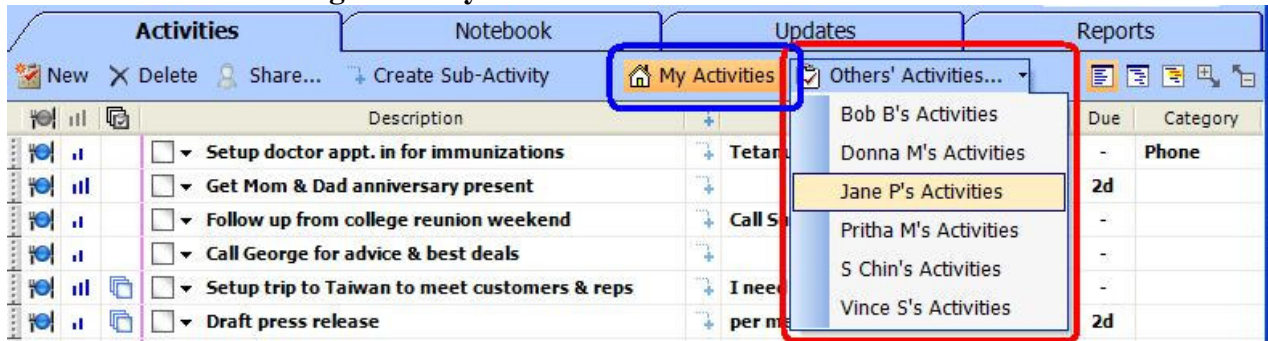 Activities Notebook Updates Reports
New Delete Share... Create Sub-Activity My Activities Others' Activities...
Description Due Category
Bob B's Activities
Setup doctor appt. in for immunizations - Phone
Donna M's Activities
Get Mom & Dad anniversary present 2d
Jane P's Activities
Follow up from college reunion weekend Call -
Pritha M's Activities
Call George for advice & best deals -
S Chin's Activities
Setup trip to Taiwan to meet customers & reps I need -
Vince S's Activities
Draft press release per 2d